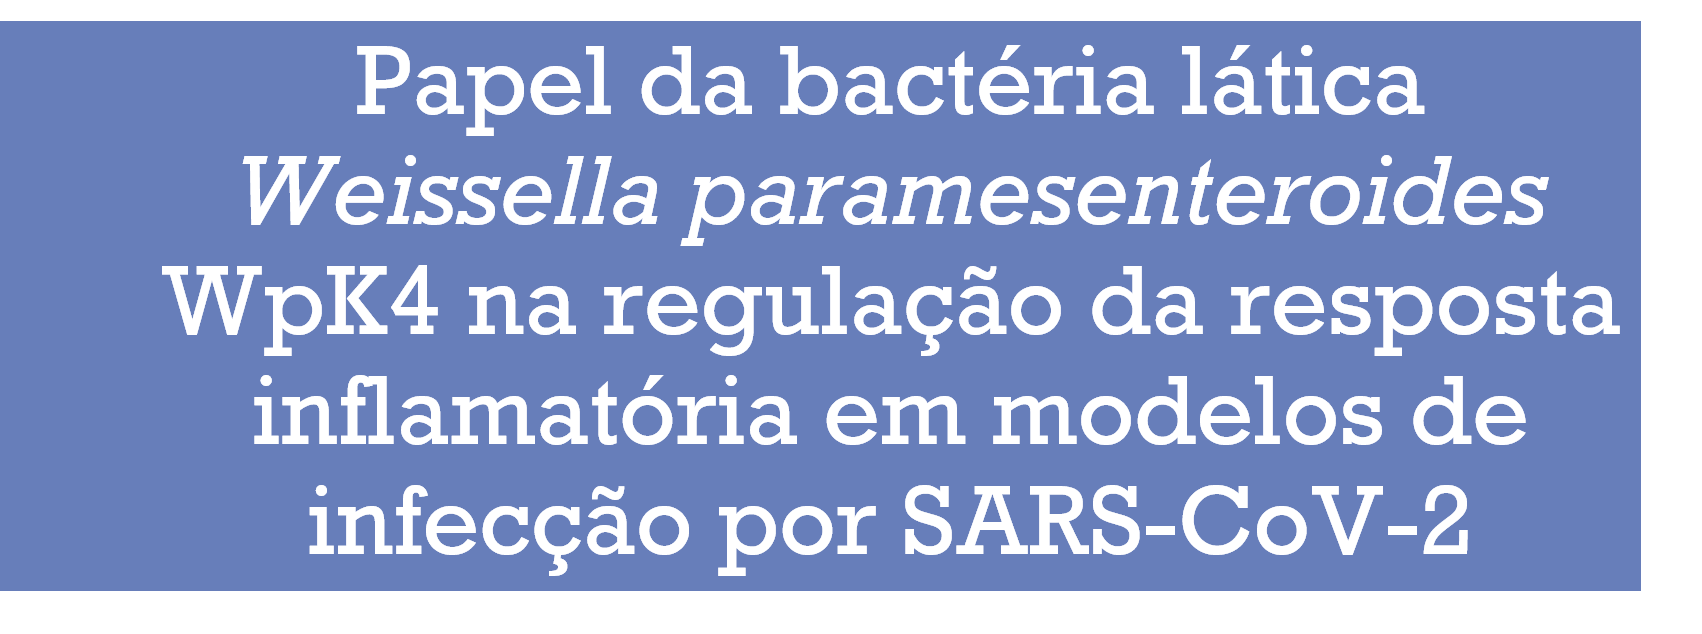 Papel da bactéria lática
Weissella paramesenteroides
WpK4 na regulação da resposta
inflamatória em modelos de
infecção por SARS-CoV-2